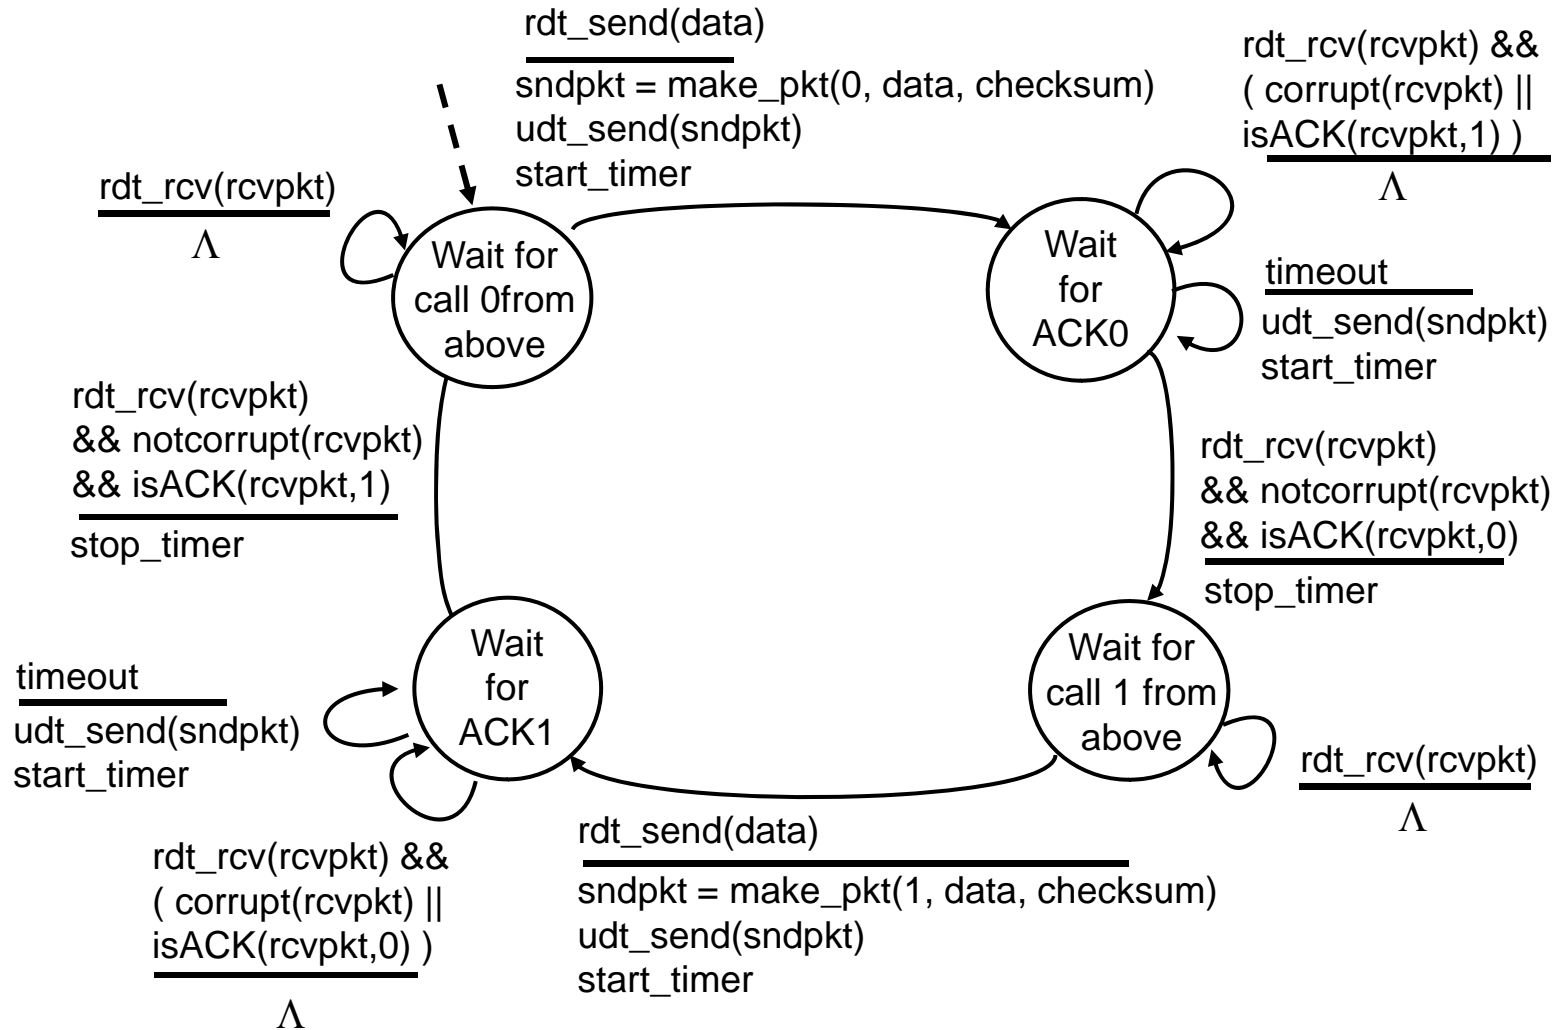 rdt_send(data)
sndpkt = make_pkt(0, data, checksum)
udt_send(sndpkt)
start_timer
rdt_rcv(rcvpkt) &&
( corrupt(rcvpkt) ||
isACK(rcvpkt,1) )
Λ
rdt_rcv(rcvpkt)
Λ
Wait for
call 0from
above
Wait
for
ACK0
timeout
udt_send(sndpkt)
start_timer
rdt_rcv(rcvpkt)
&& notcorrupt(rcvpkt)
&& isACK(rcvpkt,1)
stop_timer
rdt_rcv(rcvpkt)
&& notcorrupt(rcvpkt)
&& isACK(rcvpkt,0)
stop_timer
Wait
for
ACK1
Wait for
call 1 from
above
timeout
udt_send(sndpkt)
start_timer
rdt_rcv(rcvpkt)
Λ
rdt_rcv(rcvpkt) &&
( corrupt(rcvpkt) ||
isACK(rcvpkt,0) )
Λ
rdt_send(data)
sndpkt = make_pkt(1, data, checksum)
udt_send(sndpkt)
start_timer